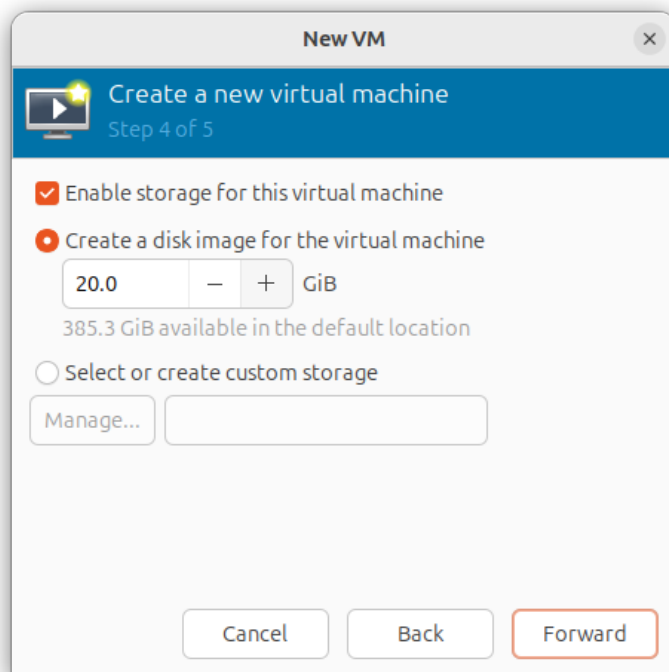 New VM
Create a new virtual machine
Step 4 of 5
Enable storage for this virtual machine
Create a disk image for the virtual machine
20.0 − + GiB
385.3 GiB available in the default location
Select or create custom storage
Manage...
Cancel Back Forward